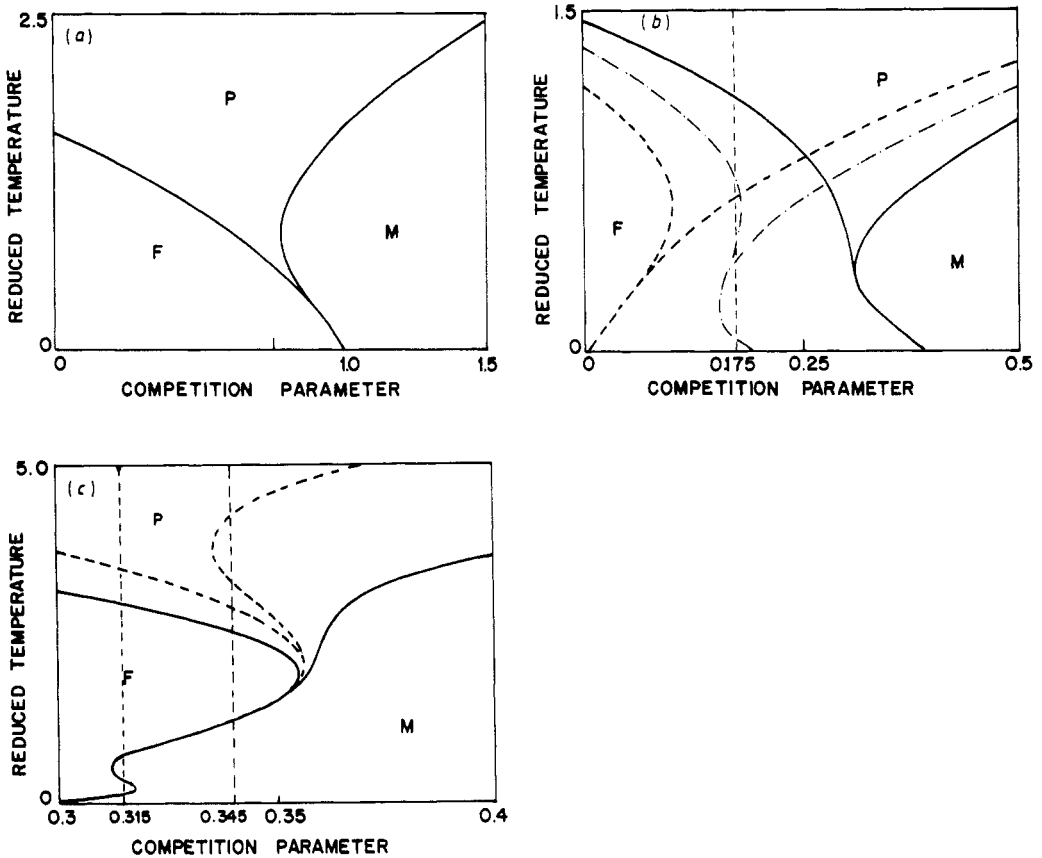 2.5
(a)
P
F
M
REDUCED TEMPERATURE
0
0 1.0 1.5
COMPETITION PARAMETER
1.5
(b)
P
F
M
REDUCED TEMPERATURE
0
0 0.175 0.25 0.5
COMPETITION PARAMETER
5.0
(c)
P
F
M
REDUCED TEMPERATURE
0
0.3 0.315 0.345 0.35 0.4
COMPETITION PARAMETER